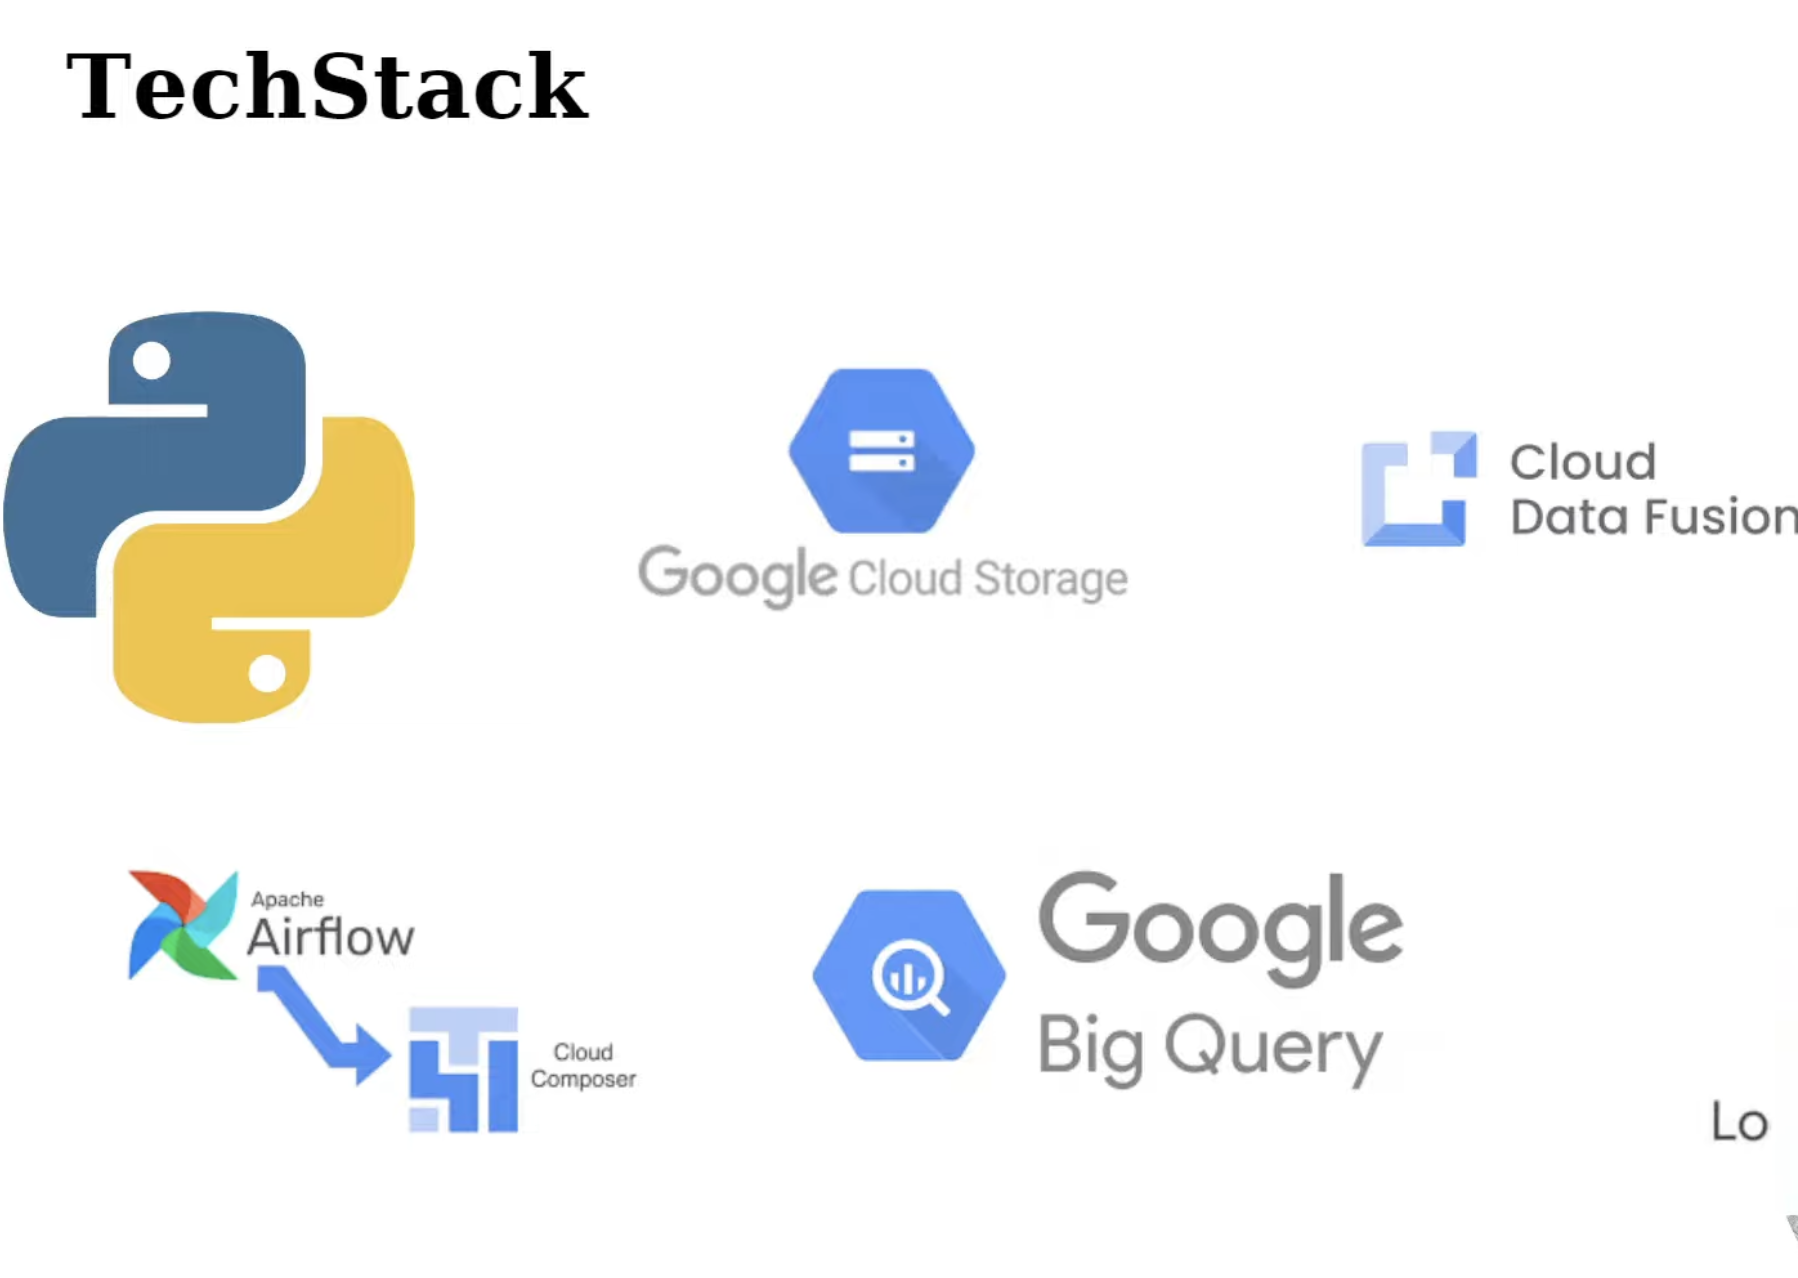 TechStack
Google Cloud Storage
Cloud
Data Fusion
Apache
Airflow
Cloud
Composer
Google
Big Query
Lo